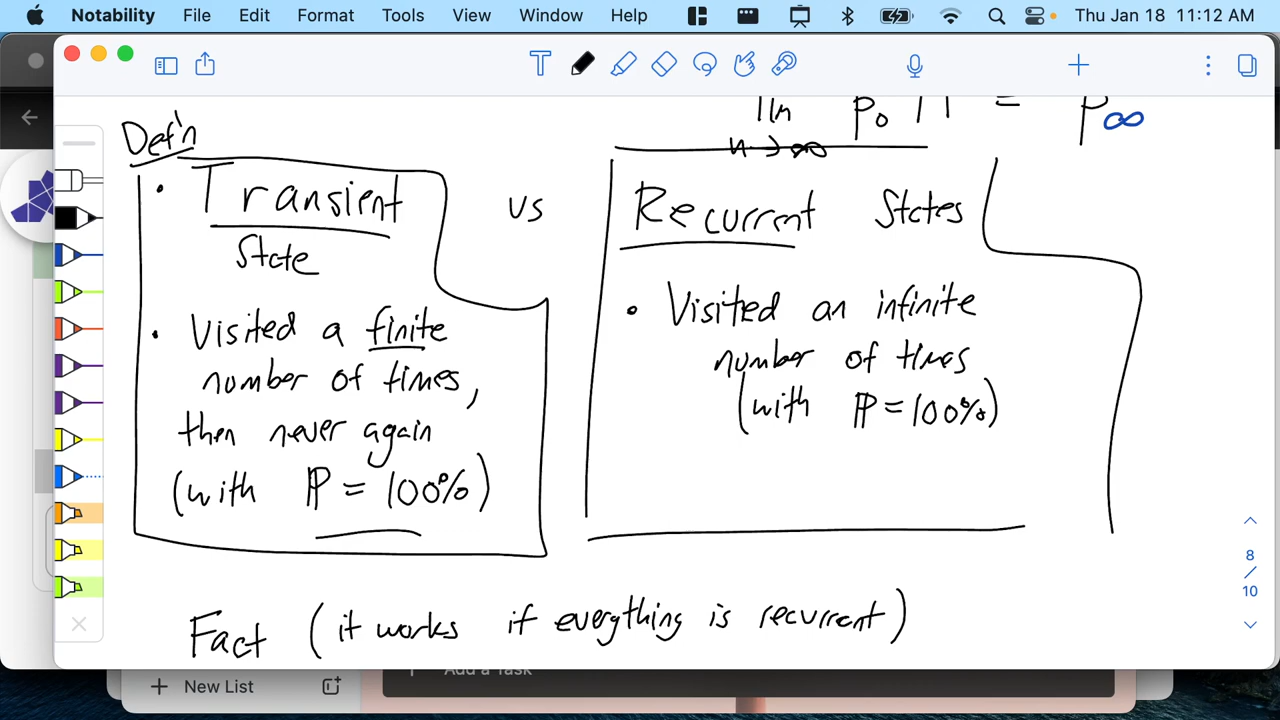 Notability File Edit Format Tools View Window Help Thu Jan 18 11:12 AM
lim p₀ = p∞
n→∞
Def'n
• Transient State
vs
Recurrent States
• Visited a finite
number of times,
then never again
(with ℙ = 100%)
• Visited an infinite
number of times
(with ℙ = 100%)
8
/
10
Fact (it works if everything is recurrent)
+ New List
Add a Task